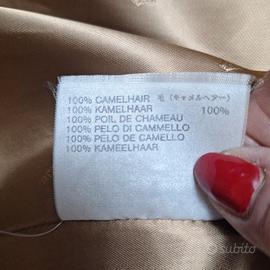 100% CAMELHAIR 毛 (キャメルヘアー)
100% KAMELHAAR 100%
100% POIL DE CHAMEAU
100% PELO DI CAMMELLO
100% PELO DE CAMELLO
100% KAMEELHAAR
subito